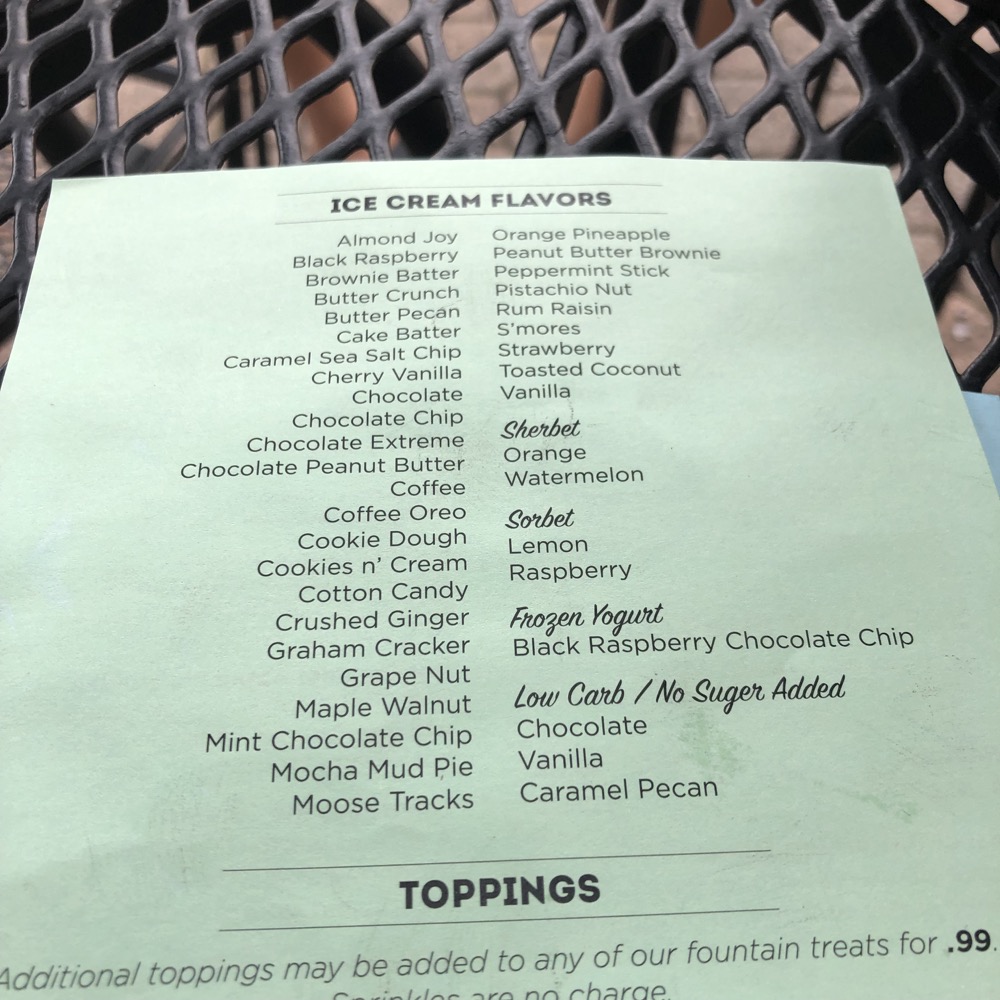 ICE CREAM FLAVORS
Almond Joy
Black Raspberry
Brownie Batter
Butter Crunch
Butter Pecan
Cake Batter
Caramel Sea Salt Chip
Cherry Vanilla
Chocolate
Chocolate Chip
Chocolate Extreme
Chocolate Peanut Butter
Coffee
Coffee Oreo
Cookie Dough
Cookies n' Cream
Cotton Candy
Crushed Ginger
Graham Cracker
Grape Nut
Maple Walnut
Mint Chocolate Chip
Mocha Mud Pie
Moose Tracks
Orange Pineapple
Peanut Butter Brownie
Peppermint Stick
Pistachio Nut
Rum Raisin
S'mores
Strawberry
Toasted Coconut
Vanilla
Sherbet
Orange
Watermelon
Sorbet
Lemon
Raspberry
Frozen Yogurt
Black Raspberry Chocolate Chip
Low Carb / No Suger Added
Chocolate
Vanilla
Caramel Pecan
TOPPINGS
Additional toppings may be added to any of our fountain treats for .99.
Sprinkles are no charge.